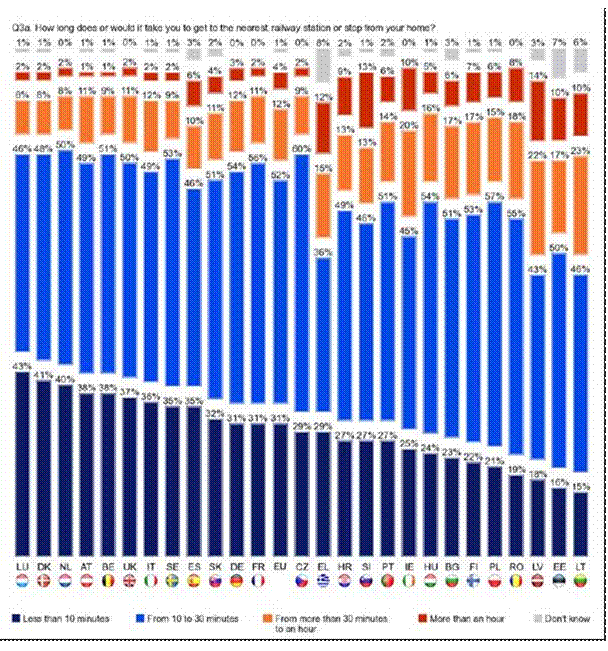 Q3a. How long does or would it take you to get to the nearest railway station or stop from your home?
1% 1% 0% 1% 1% 0% 1% 1% 3% 2% 0% 0% 1% 0% 8% 2% 1% 2% 0% 1% 3% 1% 1% 0% 3% 7% 6%
2% 2% 2% 1% 1% 2% 2% 2% 6% 4% 3% 2% 4% 2% 12% 9% 13% 6% 10% 5% 6% 7% 6% 8% 14% 10% 10%
8% 8% 8% 11% 9% 11% 12% 9% 10% 11% 12% 11% 12% 9% 15% 13% 13% 14% 20% 16% 17% 17% 15% 18% 22% 17% 23%
46% 48% 50% 49% 51% 50% 49% 53% 46% 51% 54% 56% 52% 60% 36% 49% 46% 51% 45% 54% 51% 53% 57% 55% 43% 50% 46%
43% 41% 40% 38% 38% 37% 36% 35% 35% 32% 31% 31% 31% 29% 29% 27% 27% 27% 25% 24% 23% 22% 21% 19% 18% 16% 15%
LU DK NL AT BE UK IT SE ES SK DE FR EU CZ EL HR SI PT IE HU BG FI PL RO LV EE LT
Less than 10 minutes From 10 to 30 minutes From more than 30 minutes More than an hour Don't know
to an hour